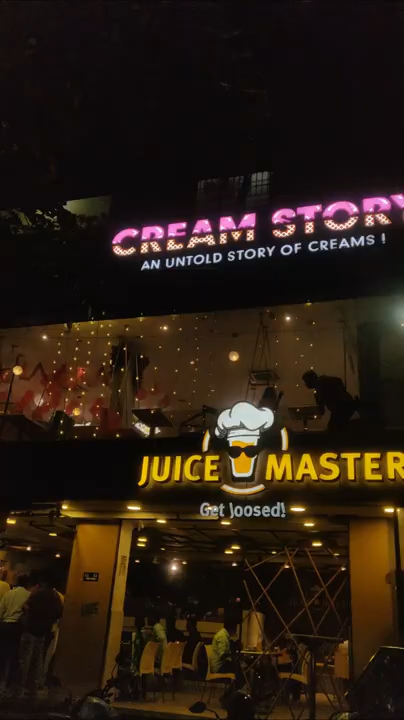 CREAM STORY
AN UNTOLD STORY OF CREAMS !
JUICE MASTER
Get Joosed!